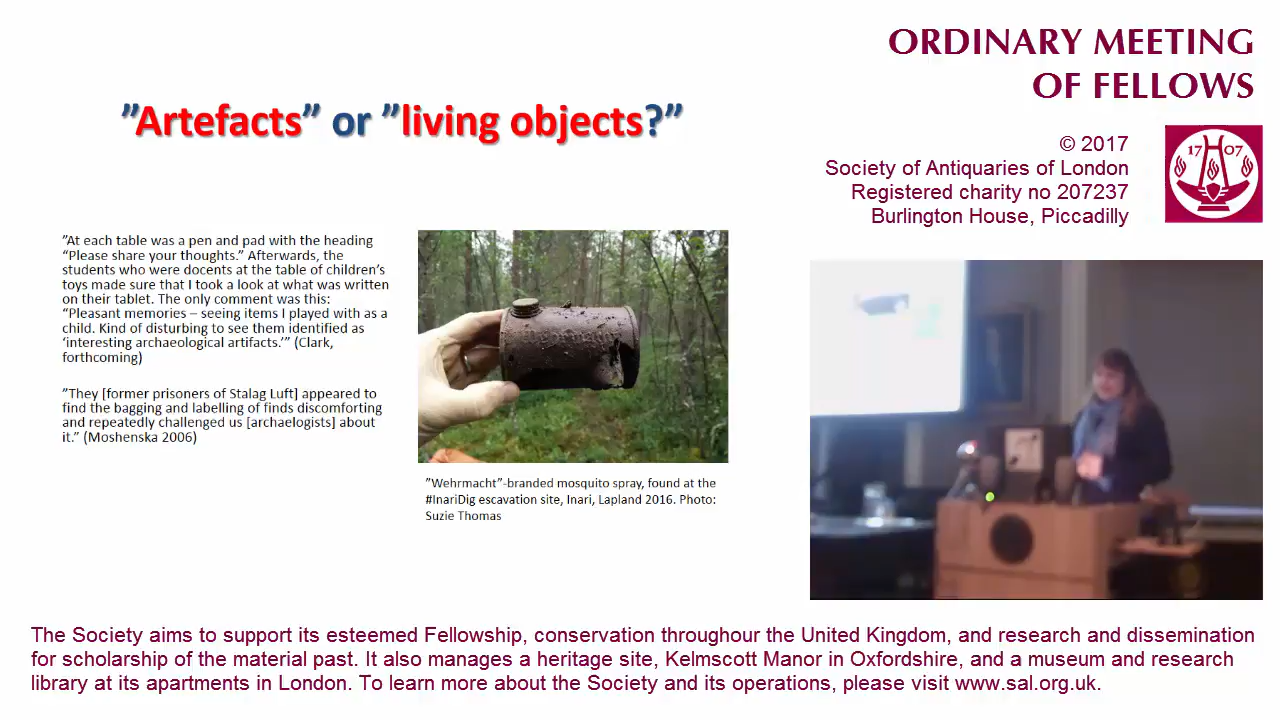 ORDINARY MEETING
OF FELLOWS
© 2017
Society of Antiquaries of London
Registered charity no 207237
Burlington House, Piccadilly
17 07
”Artefacts” or ”living objects?”
”At each table was a pen and pad with the heading
“Please share your thoughts.” Afterwards, the
students who were docents at the table of children’s
toys made sure that I took a look at what was written
on their tablet. The only comment was this:
“Pleasant memories – seeing items I played with as a
child. Kind of disturbing to see them identified as
‘interesting archaeological artifacts.’” (Clark,
forthcoming)
”They [former prisoners of Stalag Luft] appeared to
find the bagging and labelling of finds discomforting
and repeatedly challenged us [archaelogists] about
it.” (Moshenska 2006)
”Wehrmacht”-branded mosquito spray, found at the
#InariDig escavation site, Inari, Lapland 2016. Photo:
Suzie Thomas
The Society aims to support its esteemed Fellowship, conservation throughour the United Kingdom, and research and dissemination
for scholarship of the material past. It also manages a heritage site, Kelmscott Manor in Oxfordshire, and a museum and research
library at its apartments in London. To learn more about the Society and its operations, please visit www.sal.org.uk.